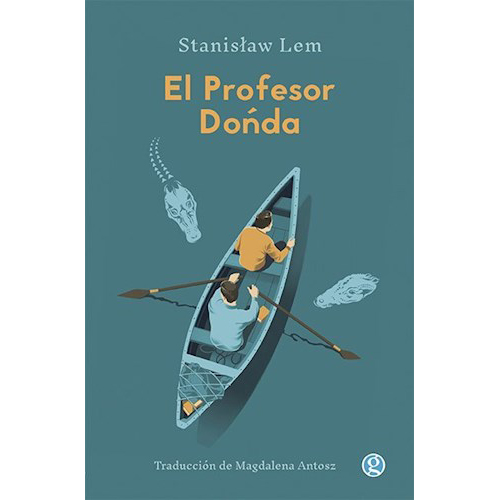 Stanisław Lem
El Profesor
Dońda
Traducción de Magdalena Antosz
g